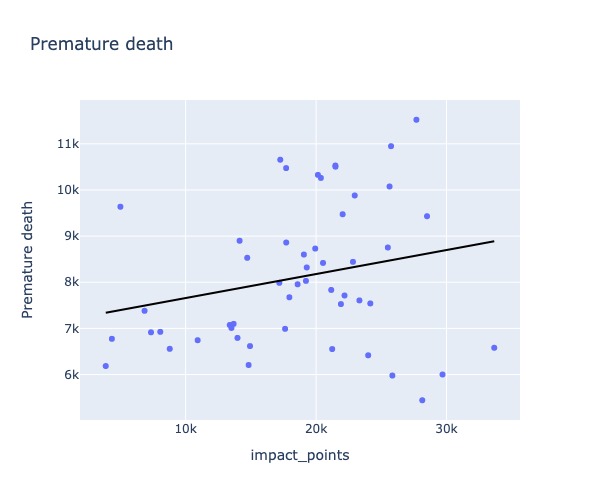 Premature death
Premature death
11k
10k
9k
8k
7k
6k
10k
20k
30k
impact_points